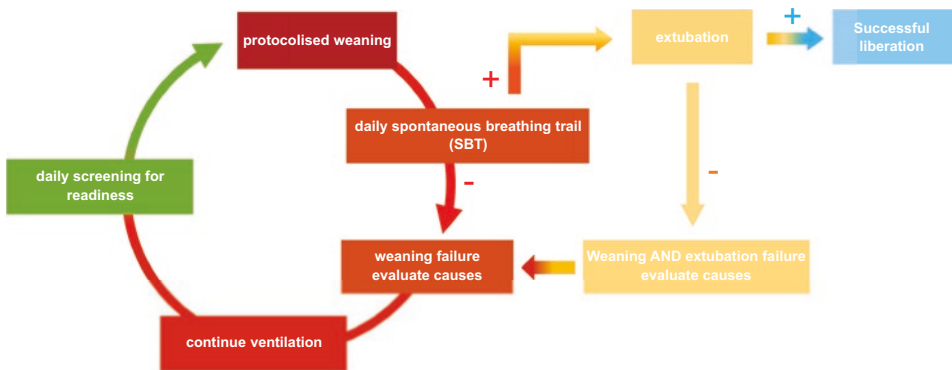 protocolised weaning
extubation
+
Successful
liberation
+
daily spontaneous breathing trail
(SBT)
daily screening for
readiness
-
-
weaning failure
evaluate causes
Weaning AND extubation failure
evaluate causes
continue ventilation